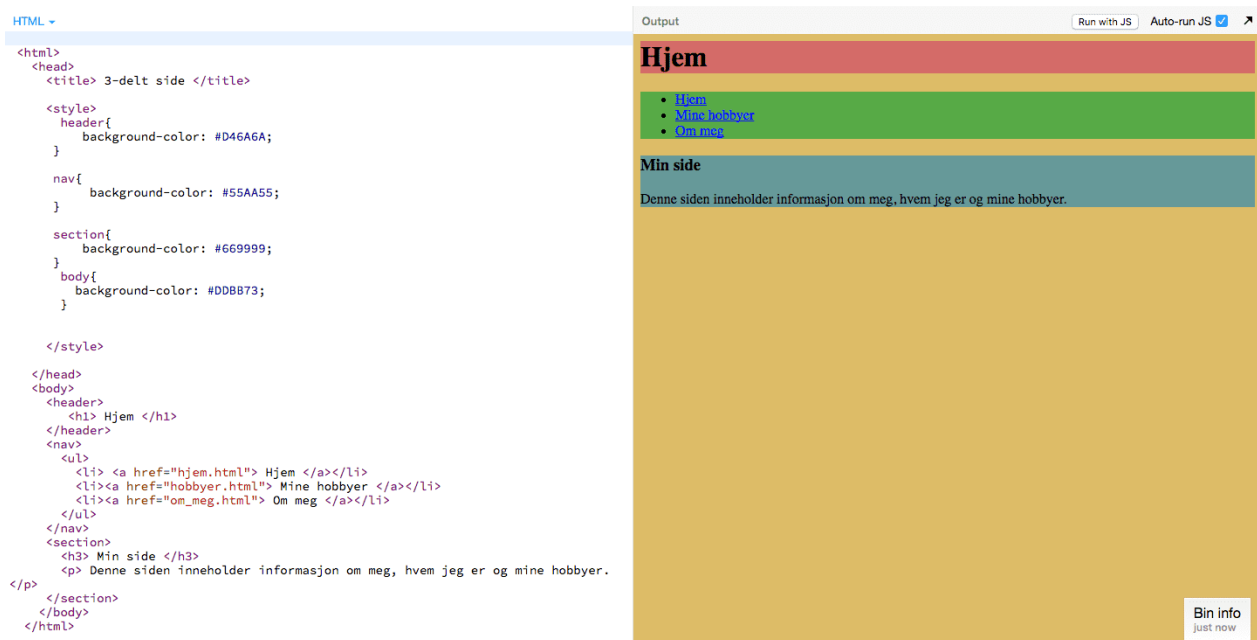 HTML
<html>
<head>
<title> 3-delt side </title>
<style>
header{
background-color: #D46A6A;
}
nav{
background-color: #55AA55;
}
section{
background-color: #669999;
}
body{
background-color: #DDBB73;
}
</style>
</head>
<body>
<header>
<h1> Hjem </h1>
</header>
<nav>
<ul>
<li> <a href="hjem.html"> Hjem </a></li>
<li><a href="hobbyer.html"> Mine hobbyer </a></li>
<li><a href="om_meg.html"> Om meg </a></li>
</ul>
</nav>
<section>
<h3> Min side </h3>
<p> Denne siden inneholder informasjon om meg, hvem jeg er og mine hobbyer.
</p>
</section>
</body>
</html>
Output
Run with JS
Auto-run JS
Hjem
Hjem
Mine hobbyer
Om meg
Min side
Denne siden inneholder informasjon om meg, hvem jeg er og mine hobbyer.
Bin info
just now